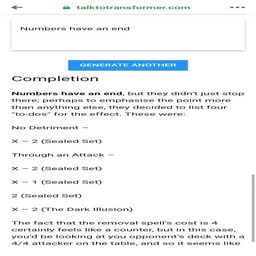 talktotransformer.com
Numbers have an end
GENERATE ANOTHER
Completion
Numbers have an end, but they didn't just stop
there; perhaps to emphasise the point more
than anything else, they decided to list four
"to-dos" for the effect. These were:
No Detriment —
X — 2 (Sealed Set)
Through an Attack —
X — 2 (Sealed Set)
X — 1 (Sealed Set)
2 (Sealed Set)
X — 2 (The Dark Illusion)
The fact that the removal spell's cost is 4
certainly feels like a counter, but in this case,
you'd be looking at you opponent's deck with a
4/4 attacker on the table, and so it seems like